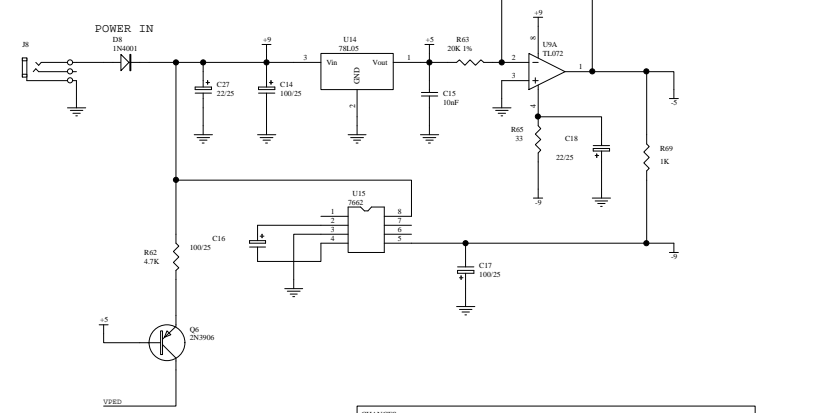 POWER IN
J8
D8
1N4001
+9
U14
78L05
3
Vin
Vout
1
GND
2
+5
R63
20K 1%
C27
22/25
C14
100/25
C15
10nF
+9
8
U9A
TL072
2
3
1
4
-5
R65
33
C18
22/25
-9
R69
1K
U15
7662
1
2
3
4
8
7
6
5
C16
100/25
R62
4.7K
C17
100/25
-9
+5
Q6
2N3906
VPED